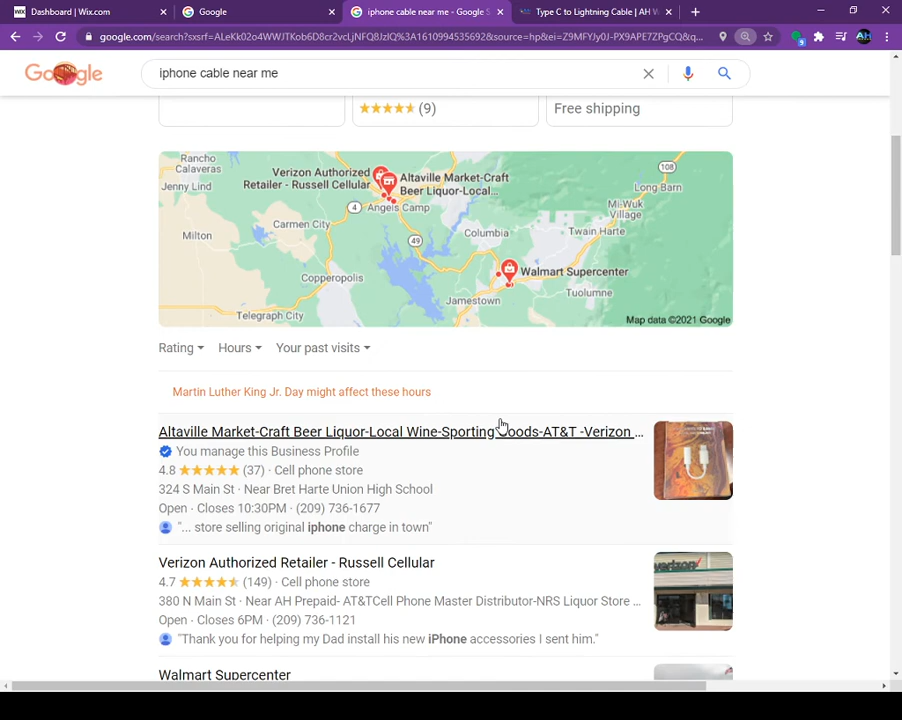 Dashboard | Wix.com
Google
iphone cable near me - Google S
Type C to Lightning Cable | AH W
google.com/search?sxsrf=ALeKk02o4WWJTKob6D8cr2vcLjNFQ8JzlQ%3A1610994535692&source=hp&ei=Z9MFYJy0J-PX9APE7ZPgCQ&q...
Google
iphone cable near me
(9)
Free shipping
Rancho Calaveras
Jenny Lind
Milton
Verizon Authorized Retailer - Russell Cellular
Altaville Market-Craft Beer Liquor-Local...
4
Angels Camp
Carmen City
49
Copperopolis
Telegraph City
Columbia
108
Long Barn
Mi-Wuk Village
Twain Harte
Walmart Supercenter
Jamestown
Tuolumne
Map data ©2021 Google
Rating
Hours
Your past visits
Martin Luther King Jr. Day might affect these hours
Altaville Market-Craft Beer Liquor-Local Wine-Sporting Goods-AT&T -Verizon ...
You manage this Business Profile
4.8 (37) · Cell phone store
324 S Main St · Near Bret Harte Union High School
Open · Closes 10:30PM · (209) 736-1677
"... store selling original iphone charge in town"
Verizon Authorized Retailer - Russell Cellular
4.7 (149) · Cell phone store
380 N Main St · Near AH Prepaid- AT&TCell Phone Master Distributor-NRS Liquor Store ...
Open · Closes 6PM · (209) 736-1121
"Thank you for helping my Dad install his new iPhone accessories I sent him."
verizon
Walmart Supercenter